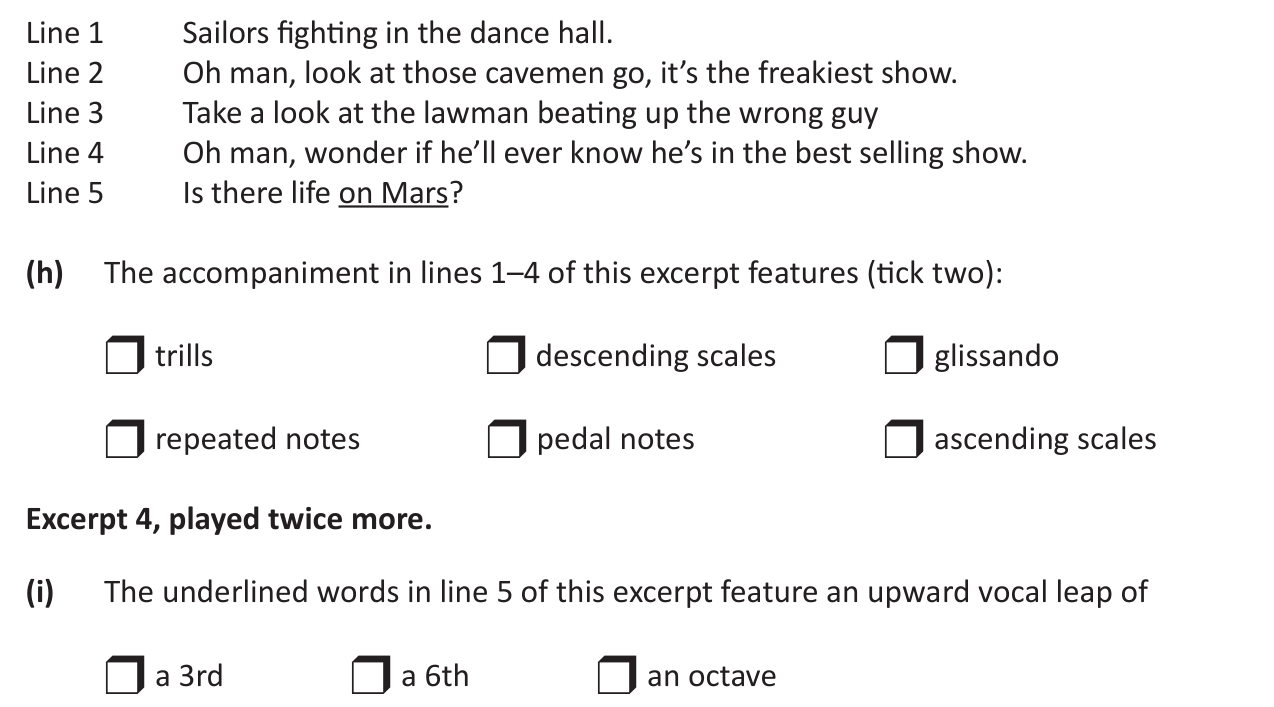 Line 1 Sailors fighting in the dance hall.
Line 2 Oh man, look at those cavemen go, it’s the freakiest show.
Line 3 Take a look at the lawman beating up the wrong guy
Line 4 Oh man, wonder if he’ll ever know he’s in the best selling show.
Line 5 Is there life on Mars?
(h) The accompaniment in lines 1–4 of this excerpt features (tick two):
trills descending scales glissando
repeated notes pedal notes ascending scales
Excerpt 4, played twice more.
(i) The underlined words in line 5 of this excerpt feature an upward vocal leap of
a 3rd a 6th an octave